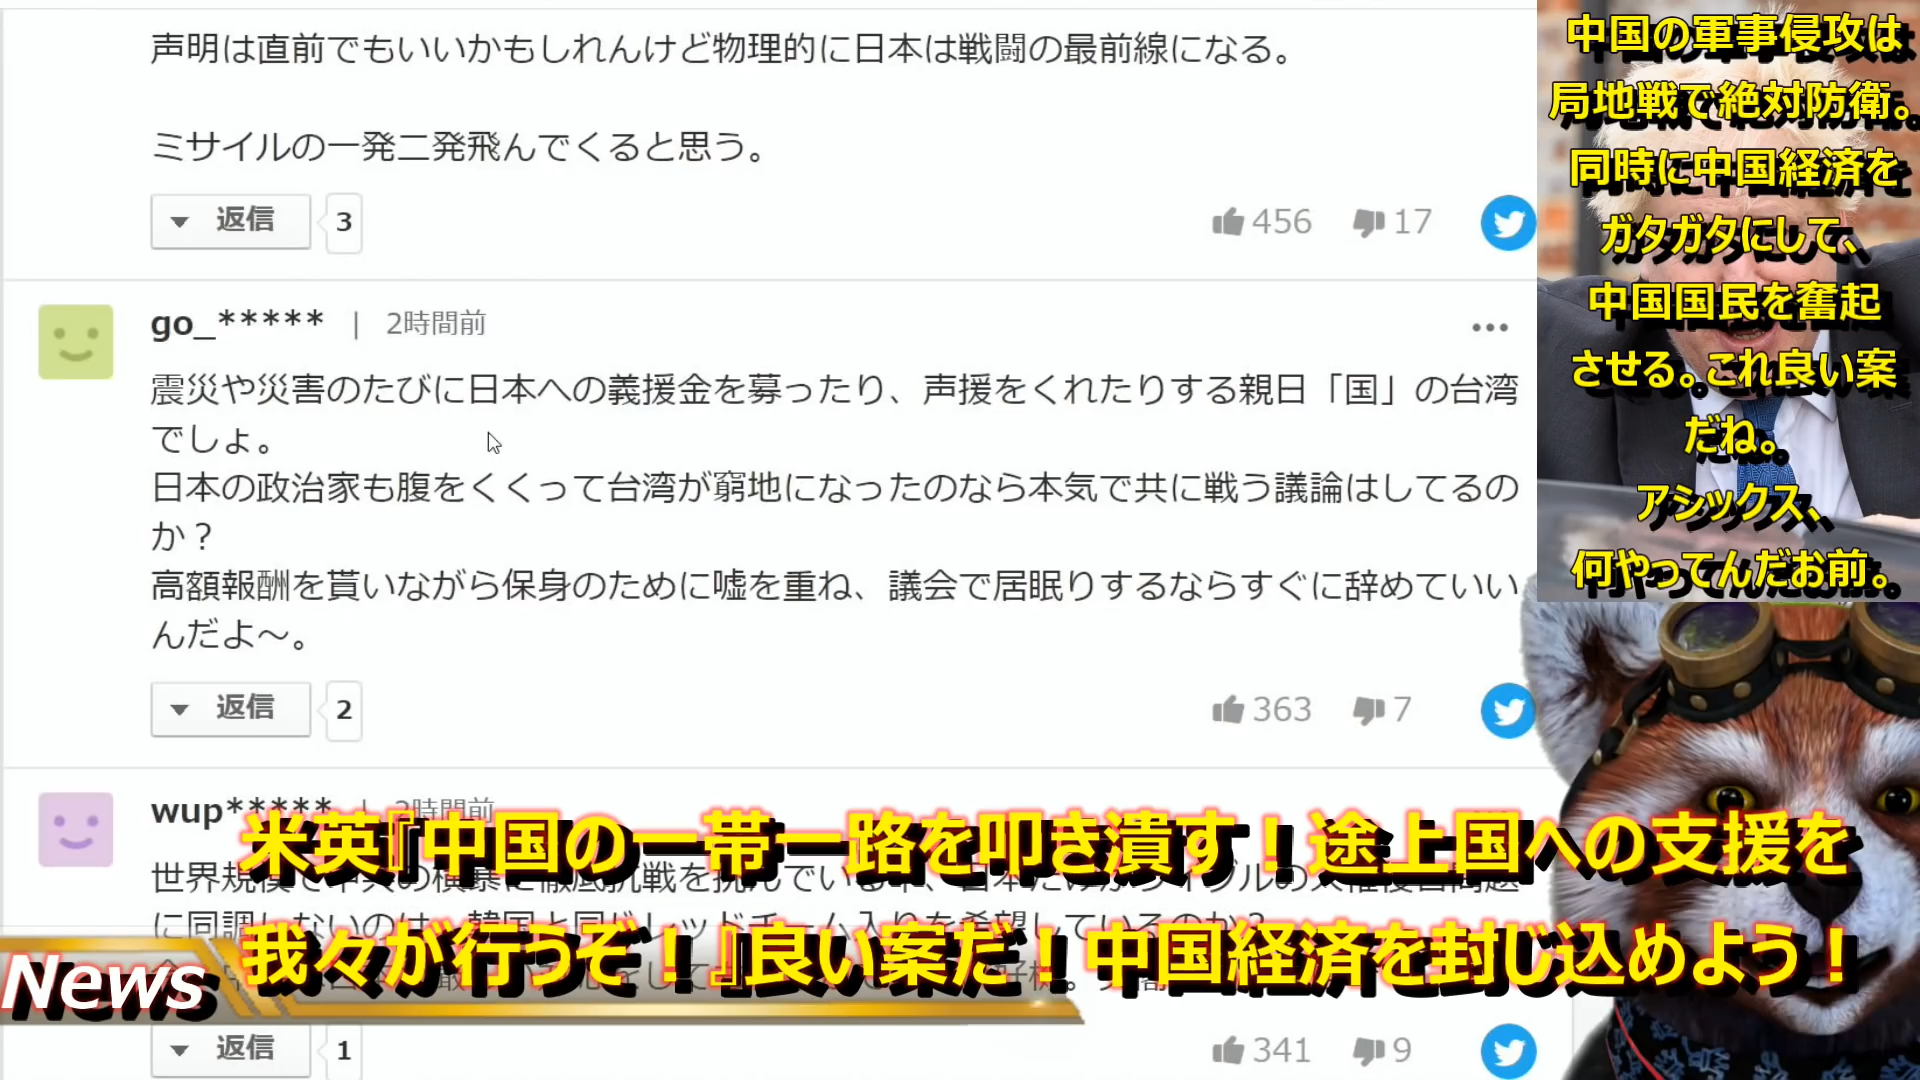 声明は直前でもいいかもしれんけど物理的に日本は戦闘の最前線になる。
ミサイルの一発二発飛んでくると思う。
返信 3
456 17
go_***** | 2時間前
震災や災害のたびに日本への義援金を募ったり、声援をくれたりする親日「国」の台湾
でしょ。
日本の政治家も腹をくくって台湾が窮地になったのなら本気で共に戦う議論はしてるの
か？
高額報酬を貰いながら保身のために嘘を重ね、議会で居眠りするならすぐに辞めていい
んだよ～。
返信 2
363 7
wup***** | 2時間前
返信 1
341 9
中国の軍事侵攻は
局地戦で絶対防衛。
同時に中国経済を
ガタガタにして、
中国国民を奮起
させる。これ良い案
だね。
アシックス、
何やってんだお前。
米英『中国の一帯一路を叩き潰す！途上国への支援を
我々が行うぞ！』良い案だ！中国経済を封じ込めよう！
News